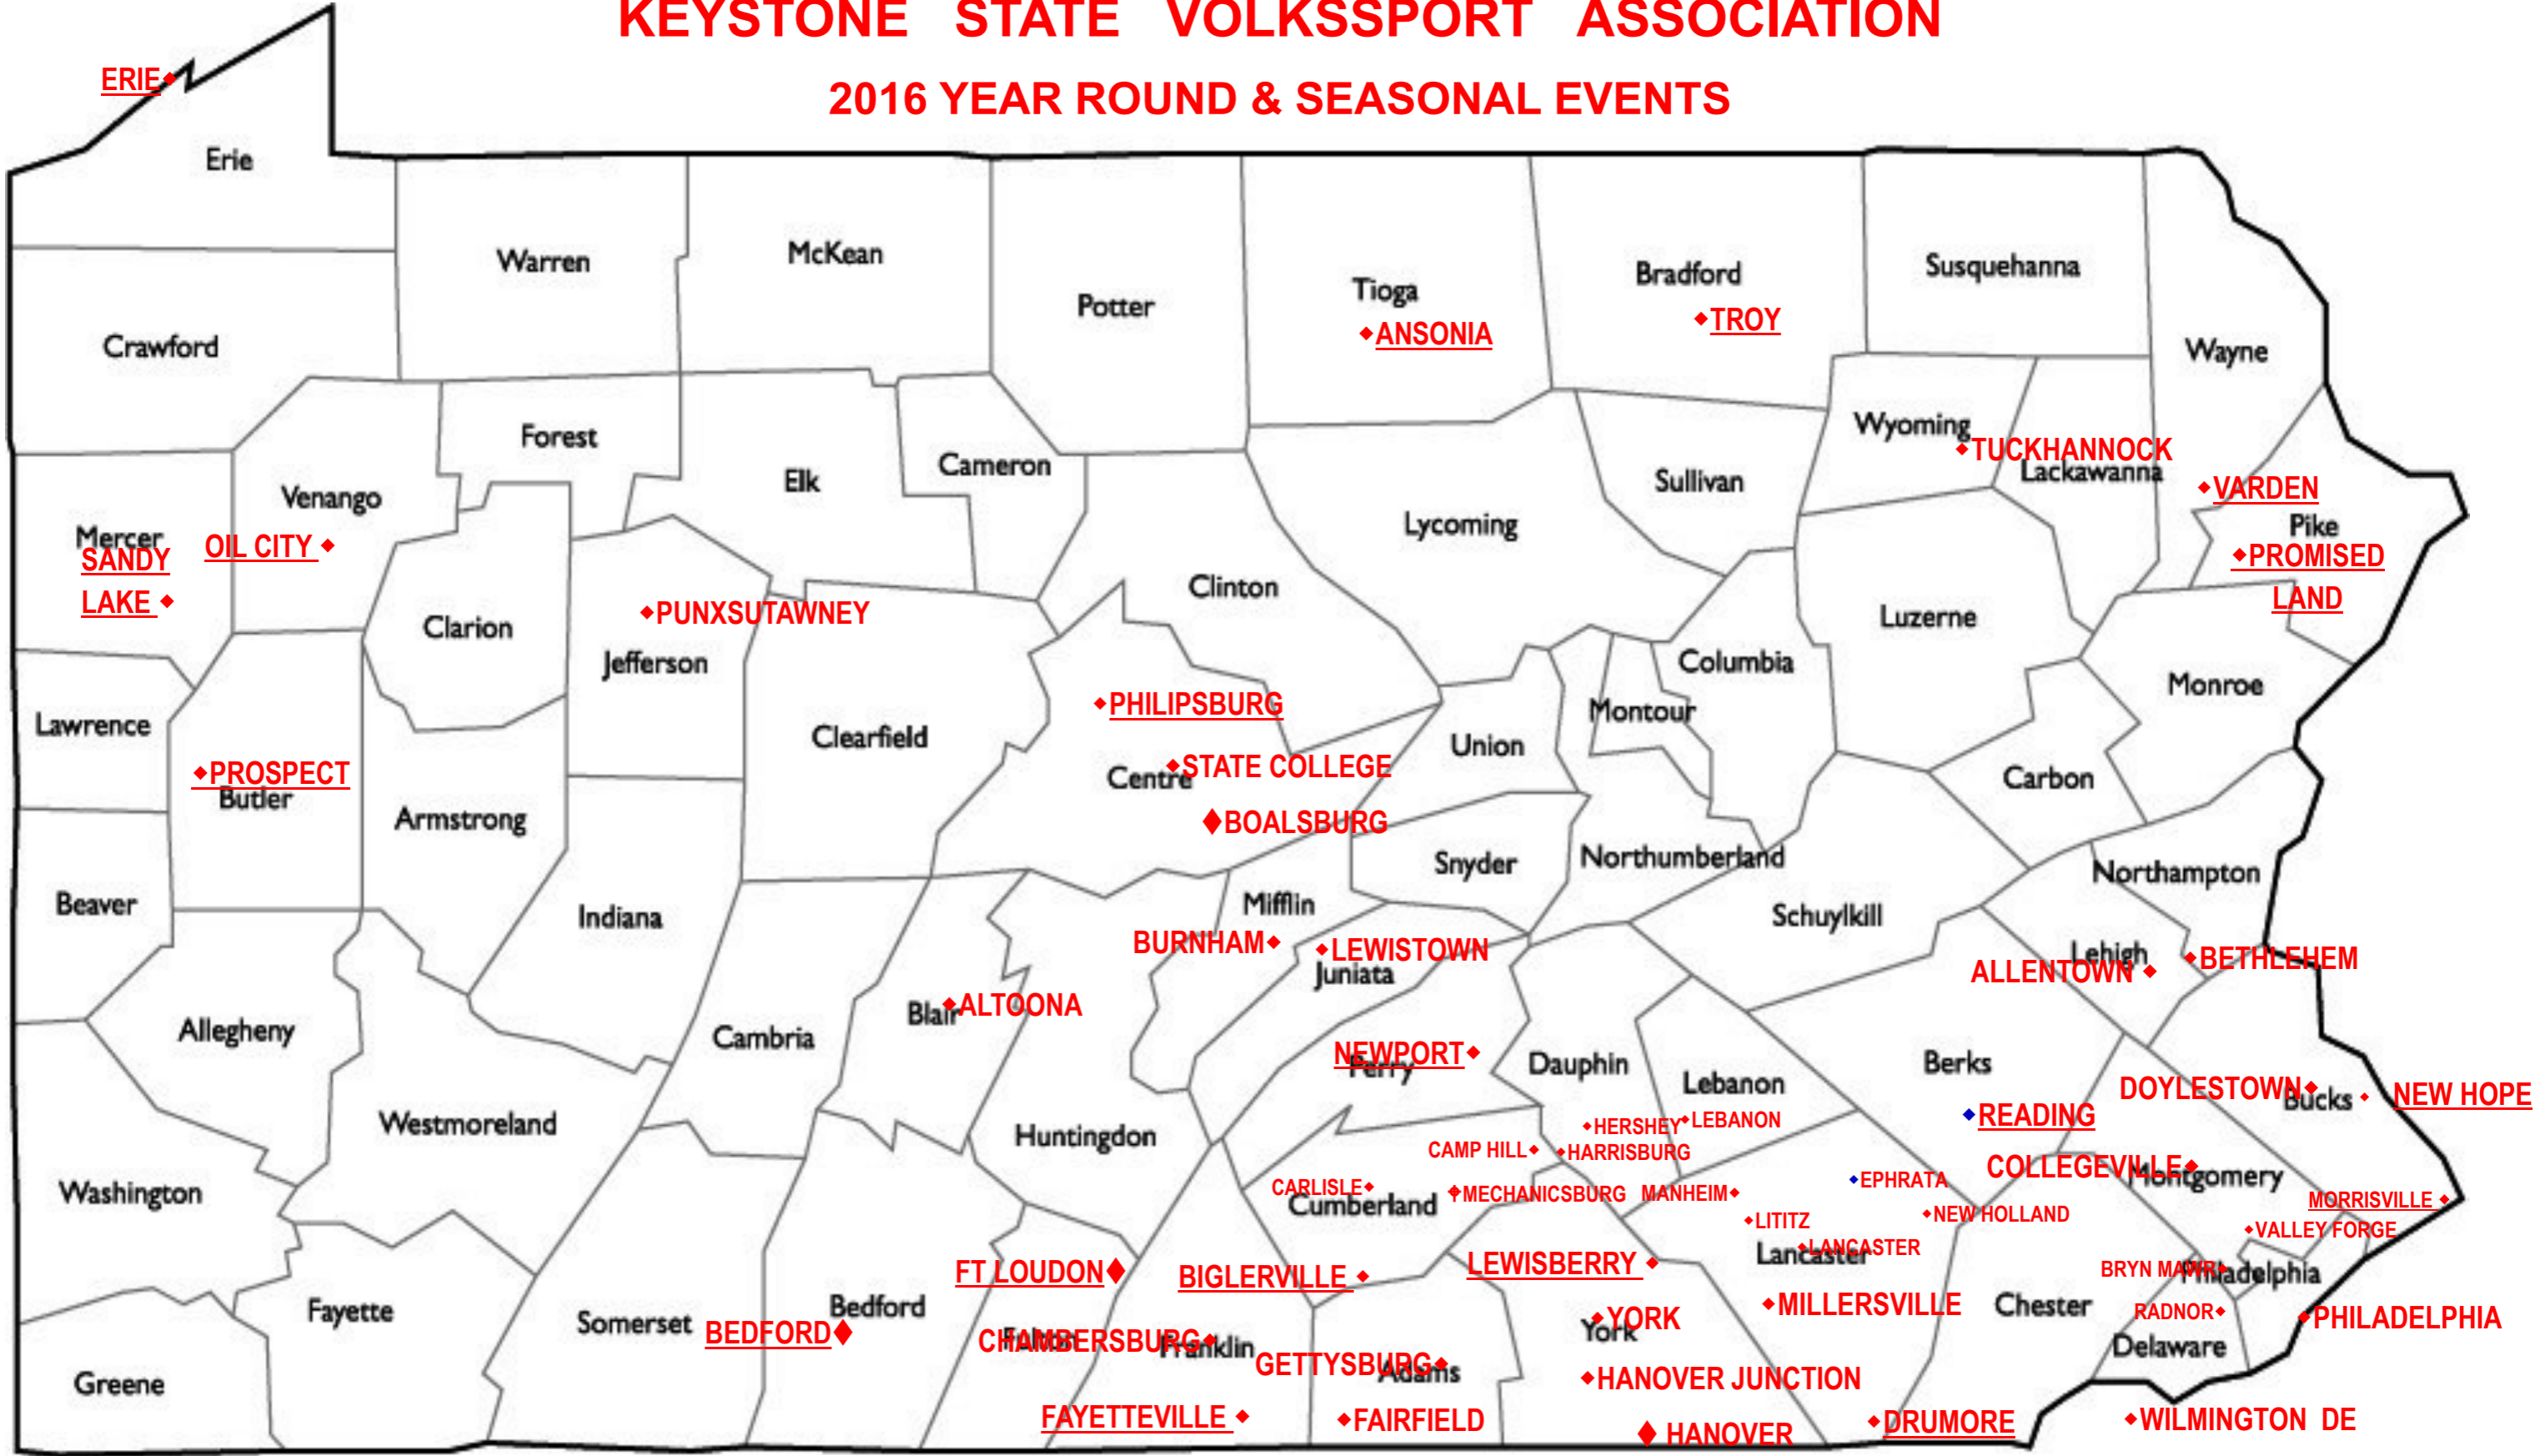 KEYSTONE STATE VOLKSSPORT ASSOCIATION
2016 YEAR ROUND & SEASONAL EVENTS
ERIE
Erie
Warren
McKean
Potter
Tioga
ANSONIA
Bradford
TROY
Susquehanna
Wayne
Crawford
Forest
Elk
Cameron
Wyoming
TUCKHANNOCK
Lackawanna
Sullivan
Lycoming
VARDEN
Pike
PROMISED
LAND
Venango
OIL CITY
Mercer
SANDY
LAKE
Clarion
PUNXSUTAWNEY
Jefferson
Clinton
Luzerne
Columbia
Monroe
Montour
Lawrence
PHILIPSBURG
Clearfield
STATE COLLEGE
Centre
BOALSBURG
Union
Carbon
PROSPECT
Butler
Armstrong
Snyder
Northumberland
Northampton
Beaver
Indiana
Mifflin
BURNHAM
LEWISTOWN
Juniata
Schuylkill
Lehigh
BETHLEHEM
ALLENTOWN
Allegheny
Cambria
Blair
ALTOONA
NEWPORT
Perry
Dauphin
Lebanon
Berks
READING
DOYLESTOWN
Bucks
NEW HOPE
Westmoreland
Huntingdon
HERSHEY
LEBANON
CAMP HILL
HARRISBURG
COLLEGEVILLE
Montgomery
Washington
CARLISLE
Cumberland
MECHANICSBURG
MANHEIM
EPHRATA
MORRISVILLE
LITITZ
NEW HOLLAND
VALLEY FORGE
Lancaster
LANCASTER
FT LOUDON
BIGLERVILLE
LEWISBERRY
BRYN MAWR
Philadelphia
Fayette
Somerset
BEDFORD
Bedford
MILLERSVILLE
Chester
RADNOR
PHILADELPHIA
YORK
York
CHAMBERSBURG
Fulton
Franklin
GETTYSBURG
Adams
Delaware
Greene
HANOVER JUNCTION
FAYETTEVILLE
FAIRFIELD
HANOVER
DRUMORE
WILMINGTON DE